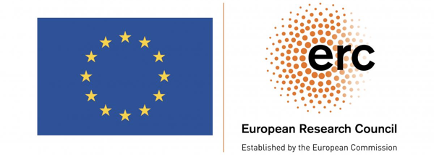 erc
European Research Council
Established by the European Commission